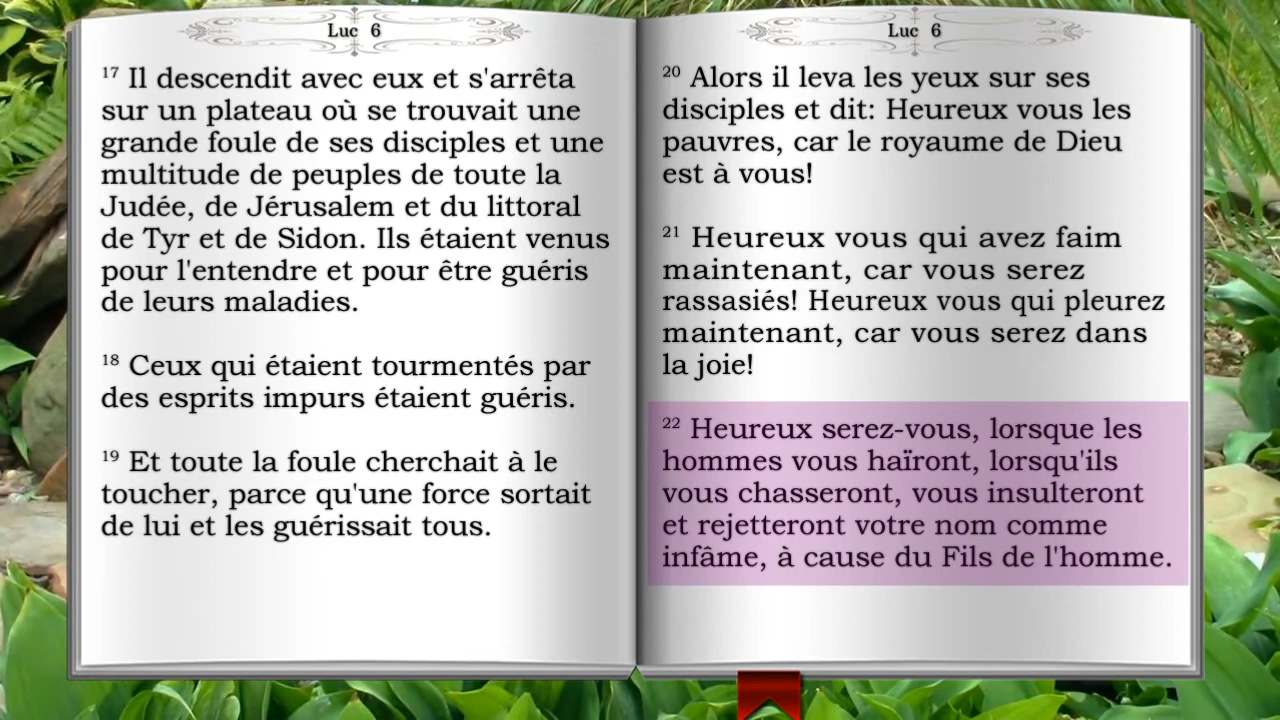 Luc 6
17 Il descendit avec eux et s'arrêta
sur un plateau où se trouvait une
grande foule de ses disciples et une
multitude de peuples de toute la
Judée, de Jérusalem et du littoral
de Tyr et de Sidon. Ils étaient venus
pour l'entendre et pour être guéris
de leurs maladies.
18 Ceux qui étaient tourmentés par
des esprits impurs étaient guéris.
19 Et toute la foule cherchait à le
toucher, parce qu'une force sortait
de lui et les guérissait tous.
Luc 6
20 Alors il leva les yeux sur ses
disciples et dit: Heureux vous les
pauvres, car le royaume de Dieu
est à vous!
21 Heureux vous qui avez faim
maintenant, car vous serez
rassasiés! Heureux vous qui pleurez
maintenant, car vous serez dans
la joie!
22 Heureux serez-vous, lorsque les
hommes vous haïront, lorsqu'ils
vous chasseront, vous insulteront
et rejetteront votre nom comme
infâme, à cause du Fils de l'homme.